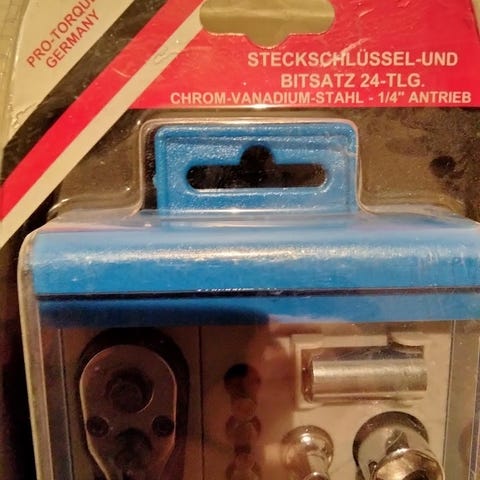 PRO-TORQUE
GERMANY
STECKSCHLÜSSEL-UND
BITSATZ 24-TLG.
CHROM-VANADIUM-STAHL - 1/4" ANTRIEB